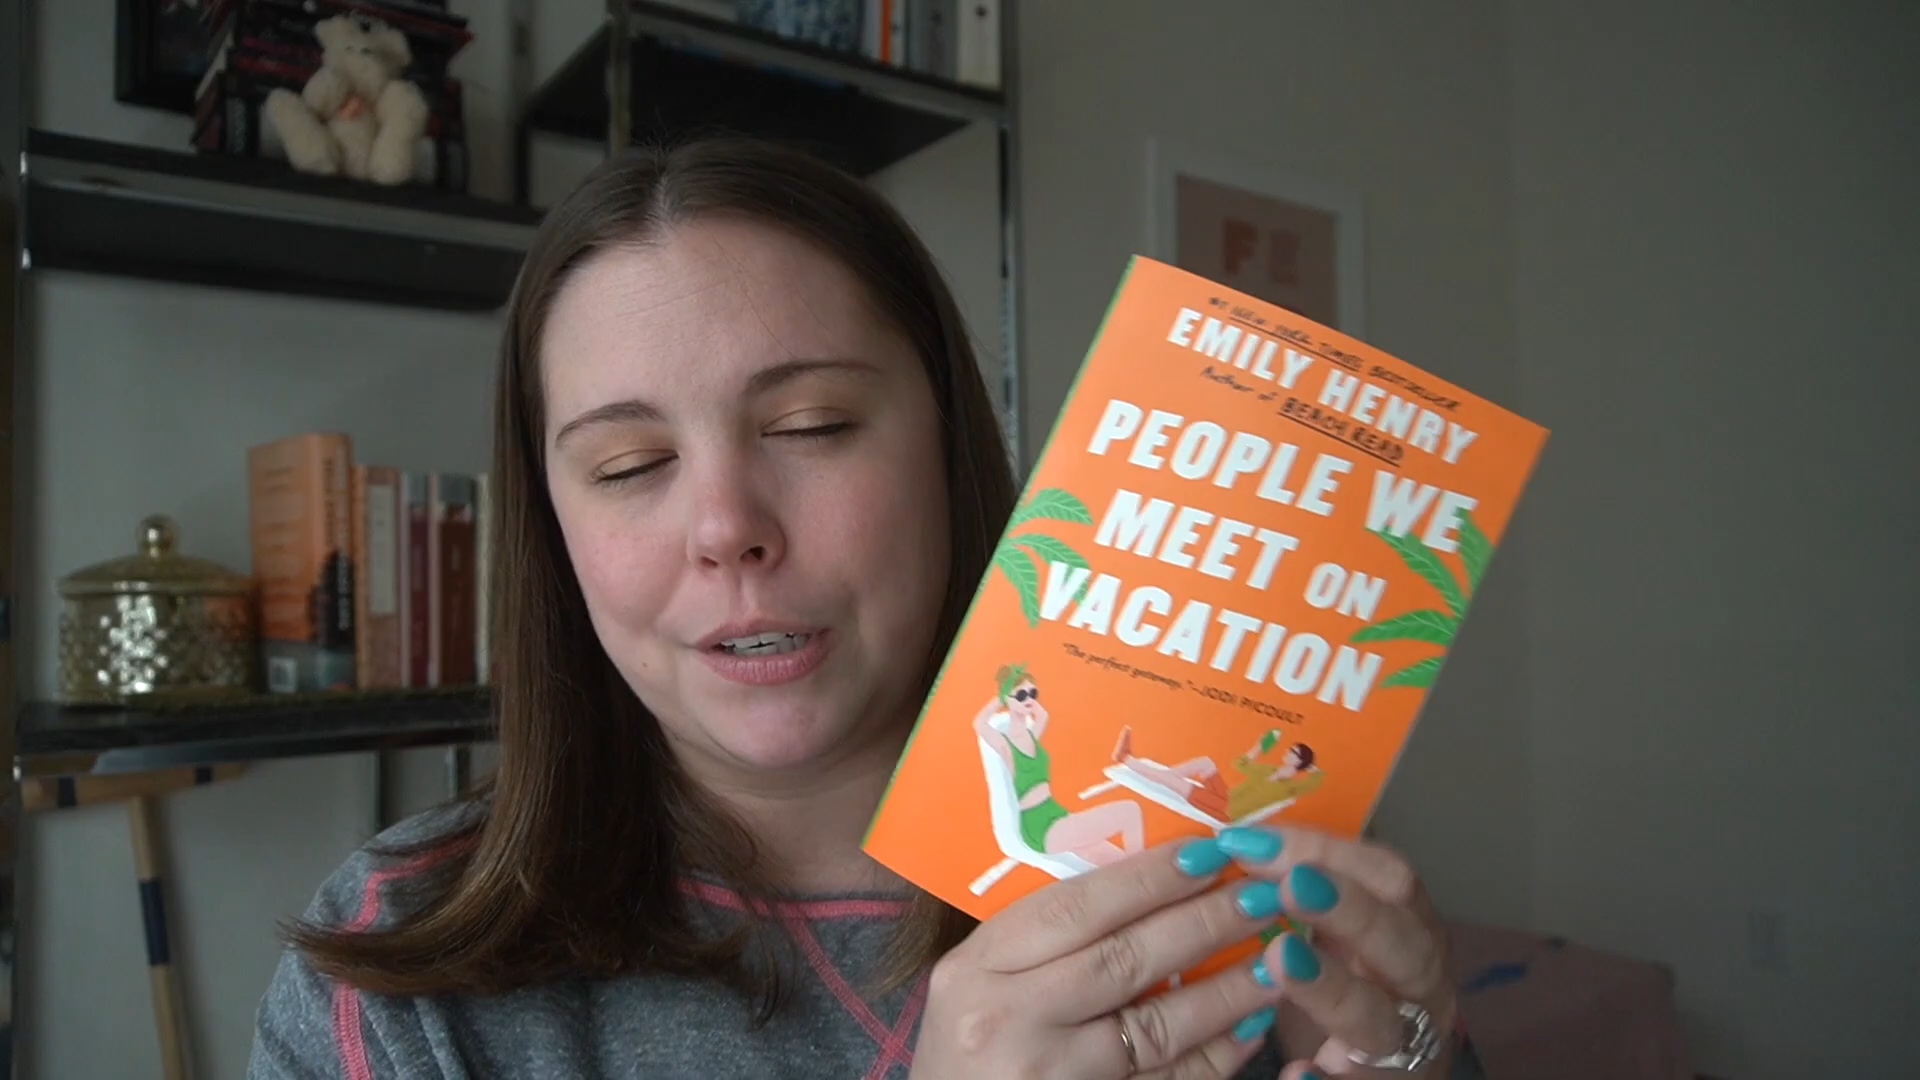 #1 NEW YORK TIMES BESTSELLER
EMILY HENRY
Author of BEACH READ
PEOPLE WE
MEET ON
VACATION
"The perfect getaway."—JODI PICOULT
FE